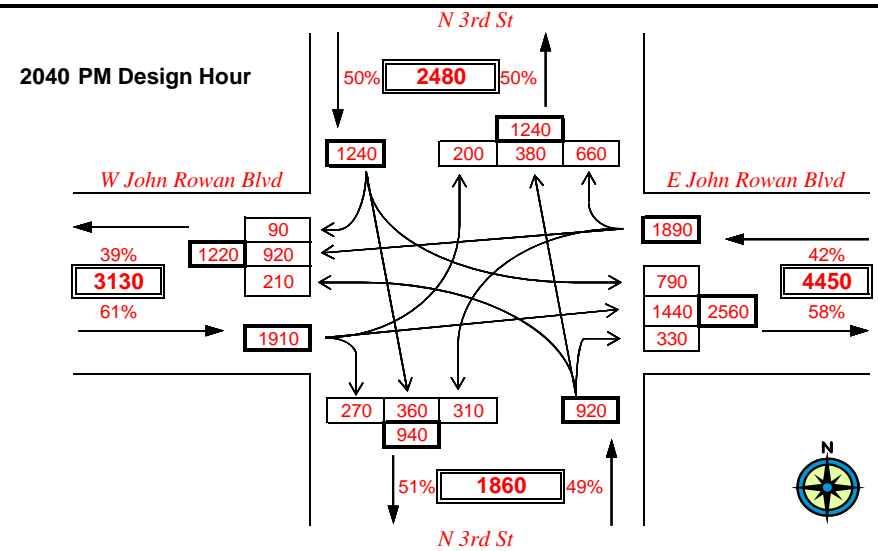 N 3rd St
2040 PM Design Hour
50% 2480 50%
1240
1240 200 380 660
W John Rowan Blvd E John Rowan Blvd
90 1890
39% 1220 920 42%
3130 210 790 4450
61% 1440 2560 58%
1910 330
270 360 310 920
940
N
51% 1860 49%
N 3rd St